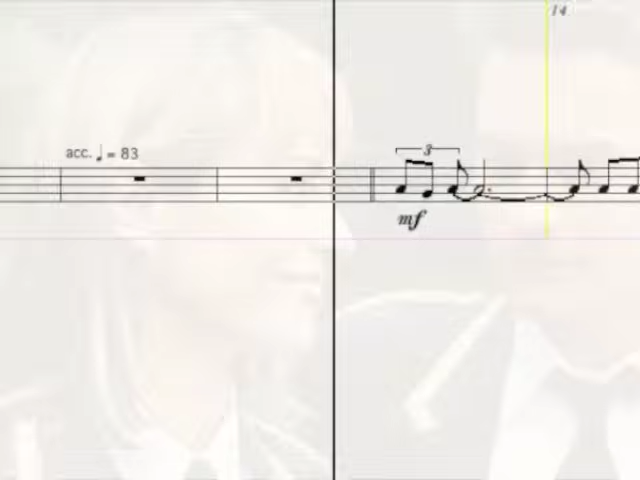 14
acc. ♩ = 83
3
mf